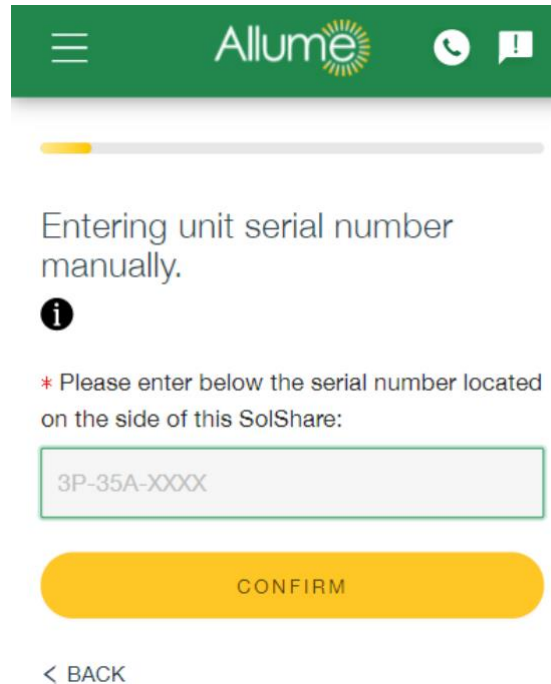 Allume
Entering unit serial number
manually.
* Please enter below the serial number located
on the side of this SolShare:
3P-35A-XXXX
CONFIRM
< BACK